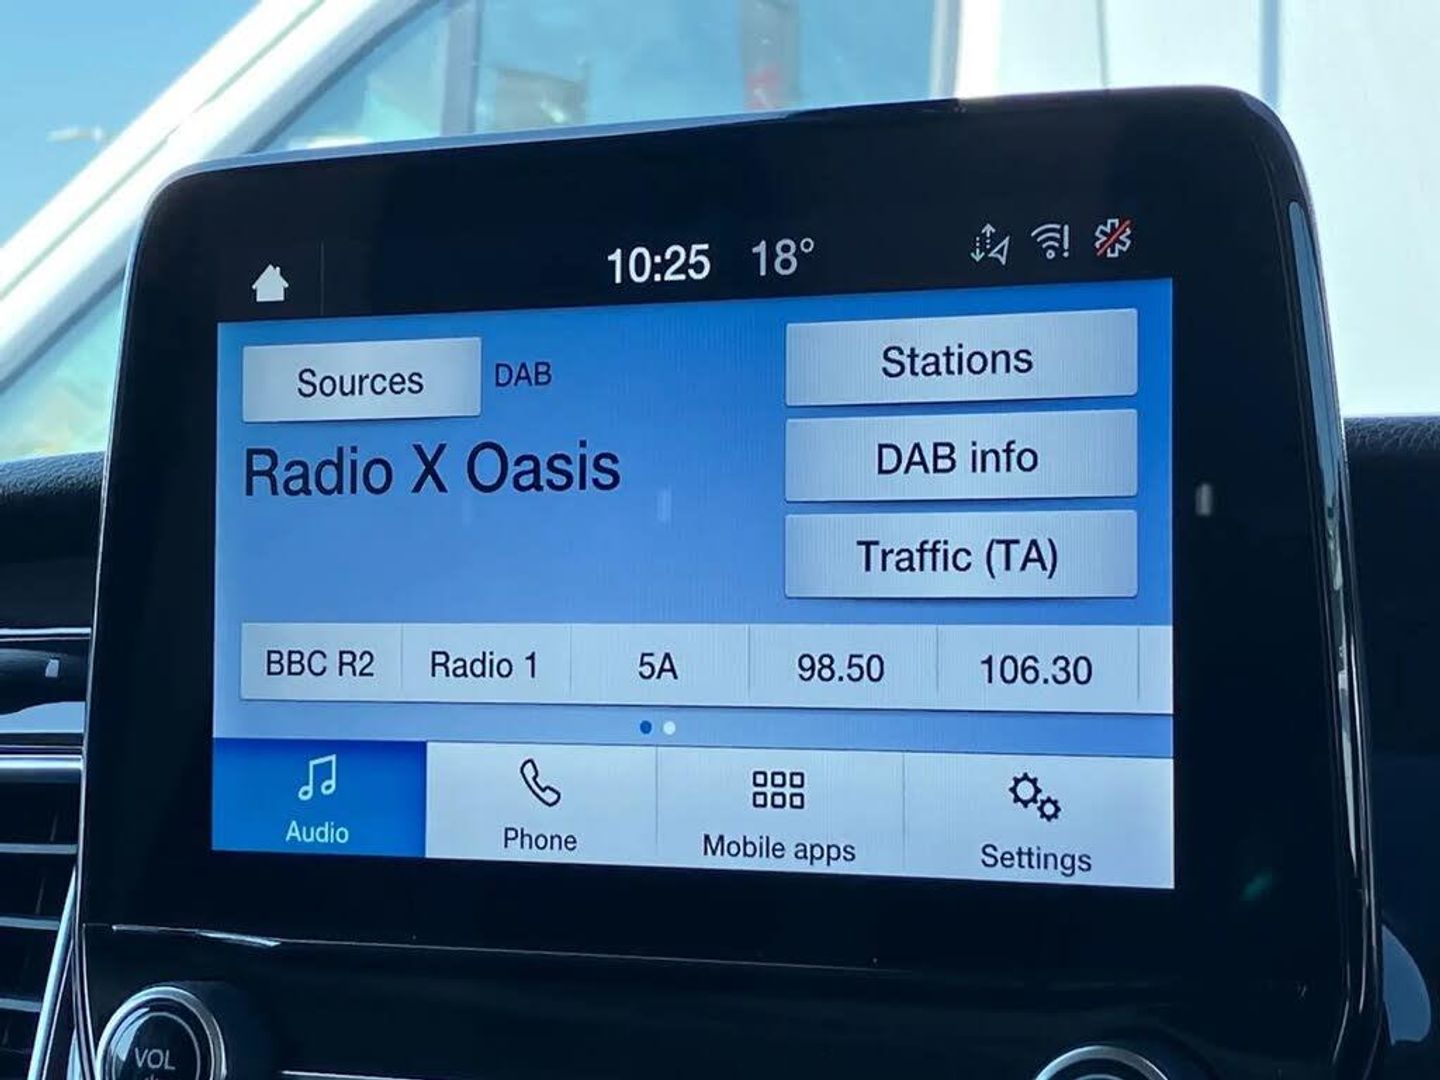 10:25 18°
Sources DAB
Stations
Radio X Oasis
DAB info
Traffic (TA)
BBC R2 Radio 1 5A 98.50 106.30
Audio Phone Mobile apps Settings
VOL